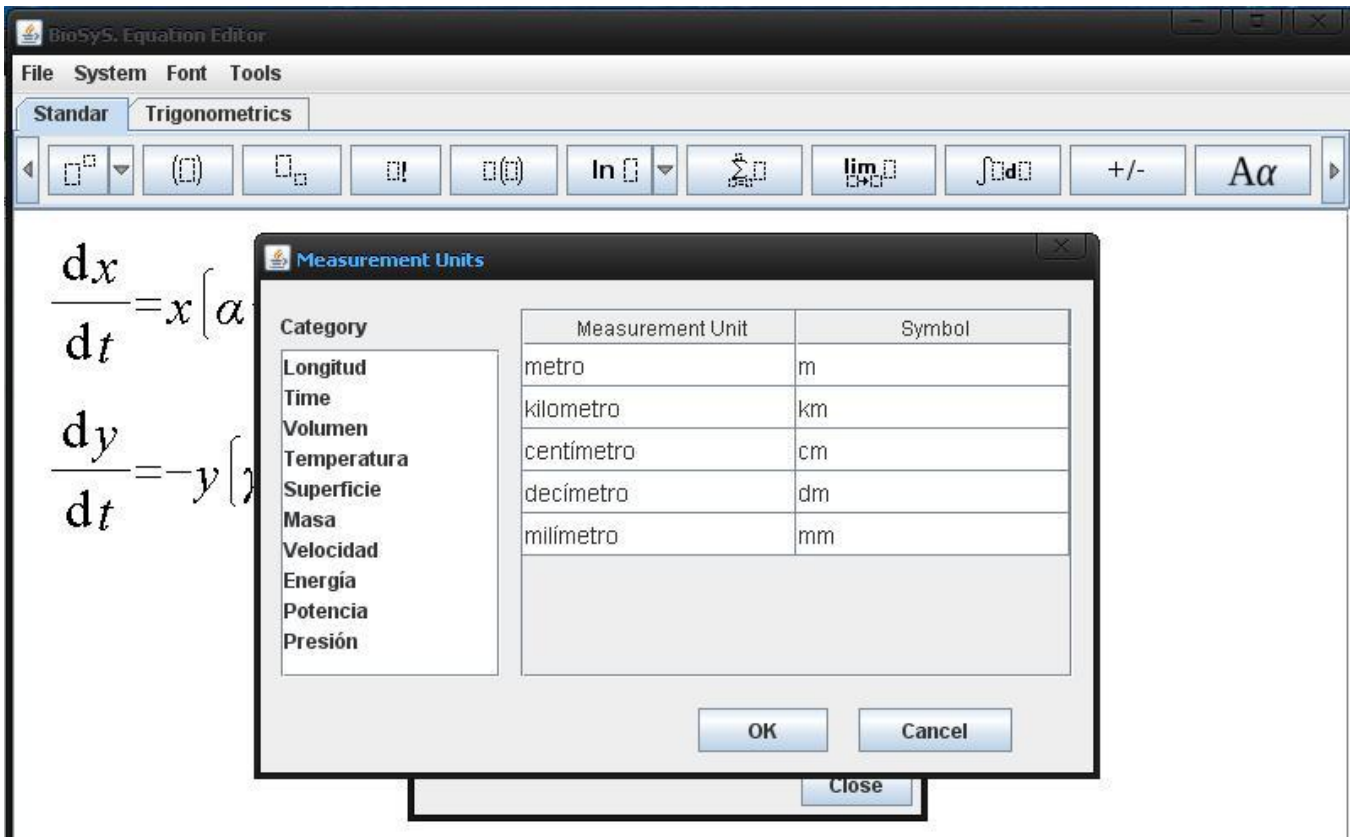 BioSyS. Equation Editor
File System Font Tools
Standar Trigonometrics
(□) □! □(□) ln □ ∑□ lim □ ∫□d□ +/- Aα
dx/dt=x(α
dy/dt=-y(γ
Measurement Units
Category
Longitud
Time
Volumen
Temperatura
Superficie
Masa
Velocidad
Energía
Potencia
Presión
Measurement Unit Symbol
metro m
kilometro km
centímetro cm
decímetro dm
milímetro mm
OK Cancel
Close